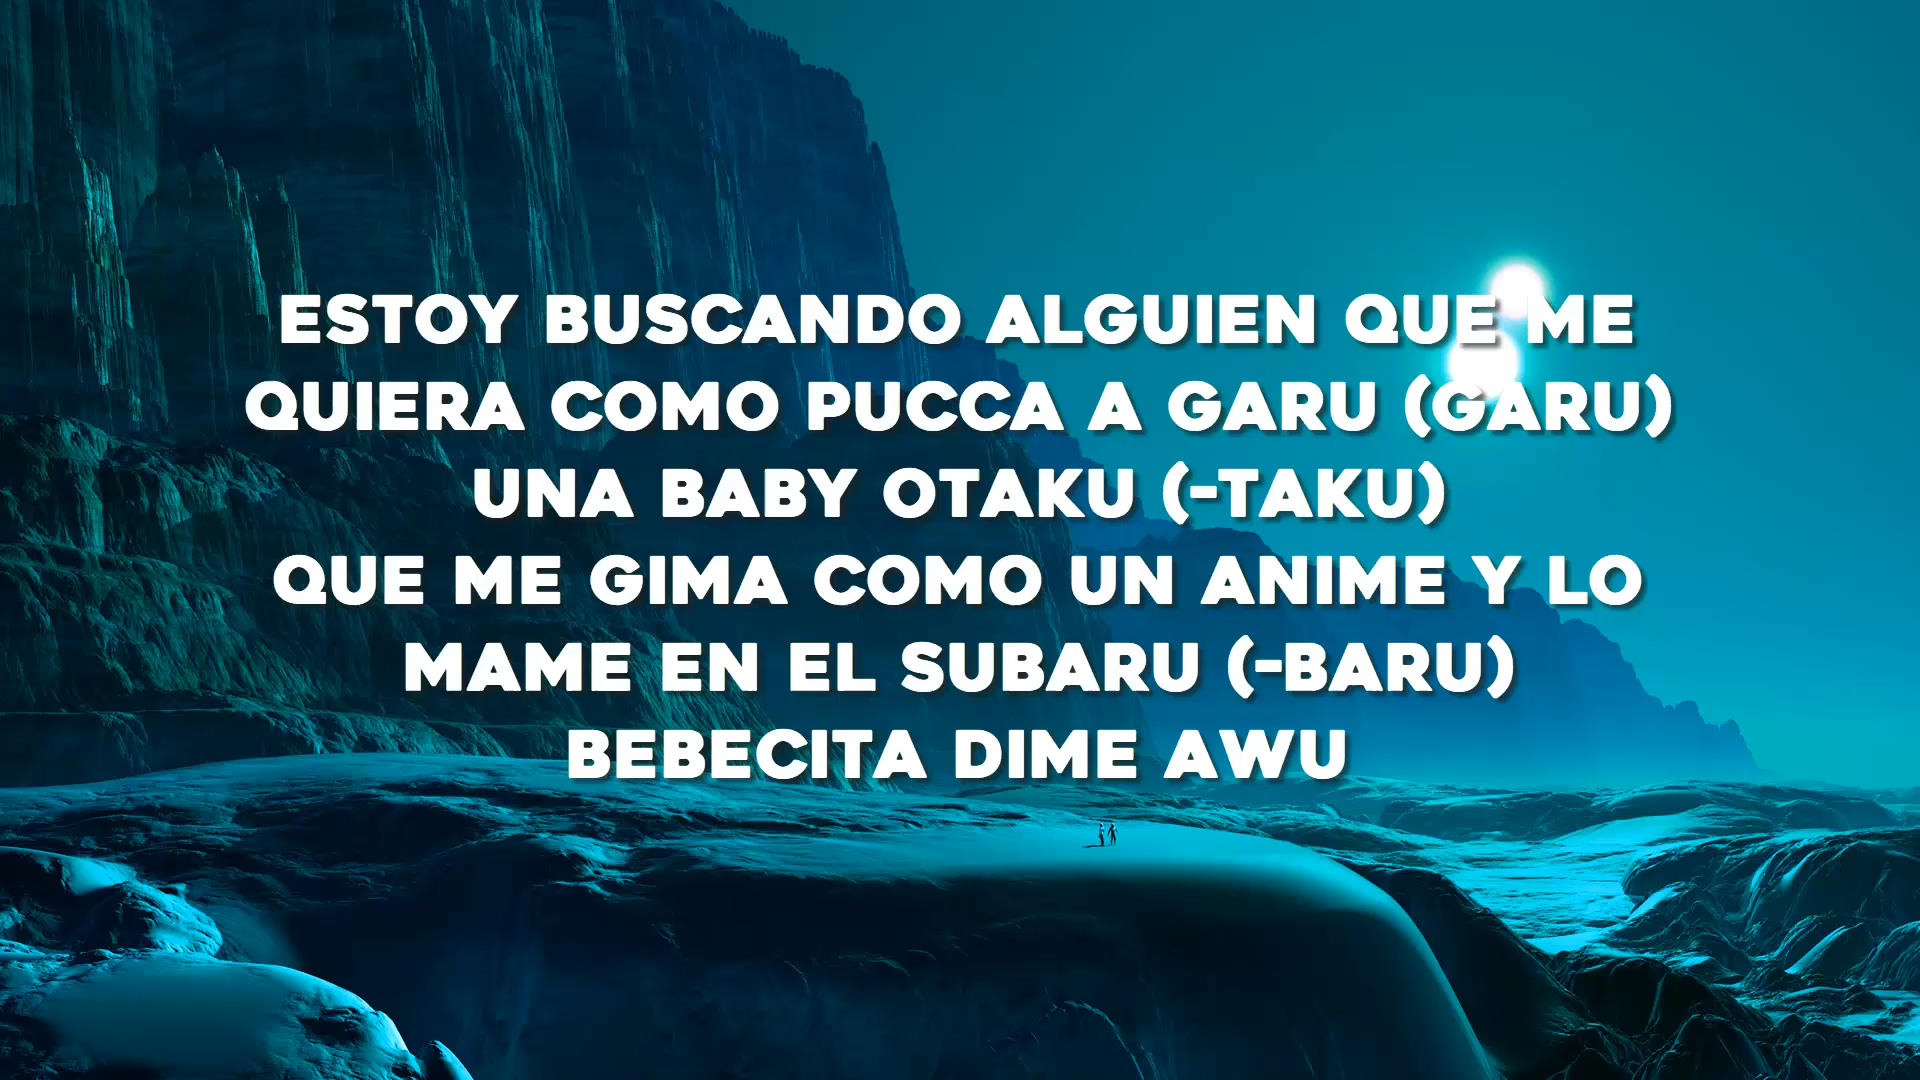 ESTOY BUSCANDO ALGUIEN QUE ME
QUIERA COMO PUCCA A GARU (GARU)
UNA BABY OTAKU (-TAKU)
QUE ME GIMA COMO UN ANIME Y LO
MAME EN EL SUBARU (-BARU)
BEBECITA DIME AWU